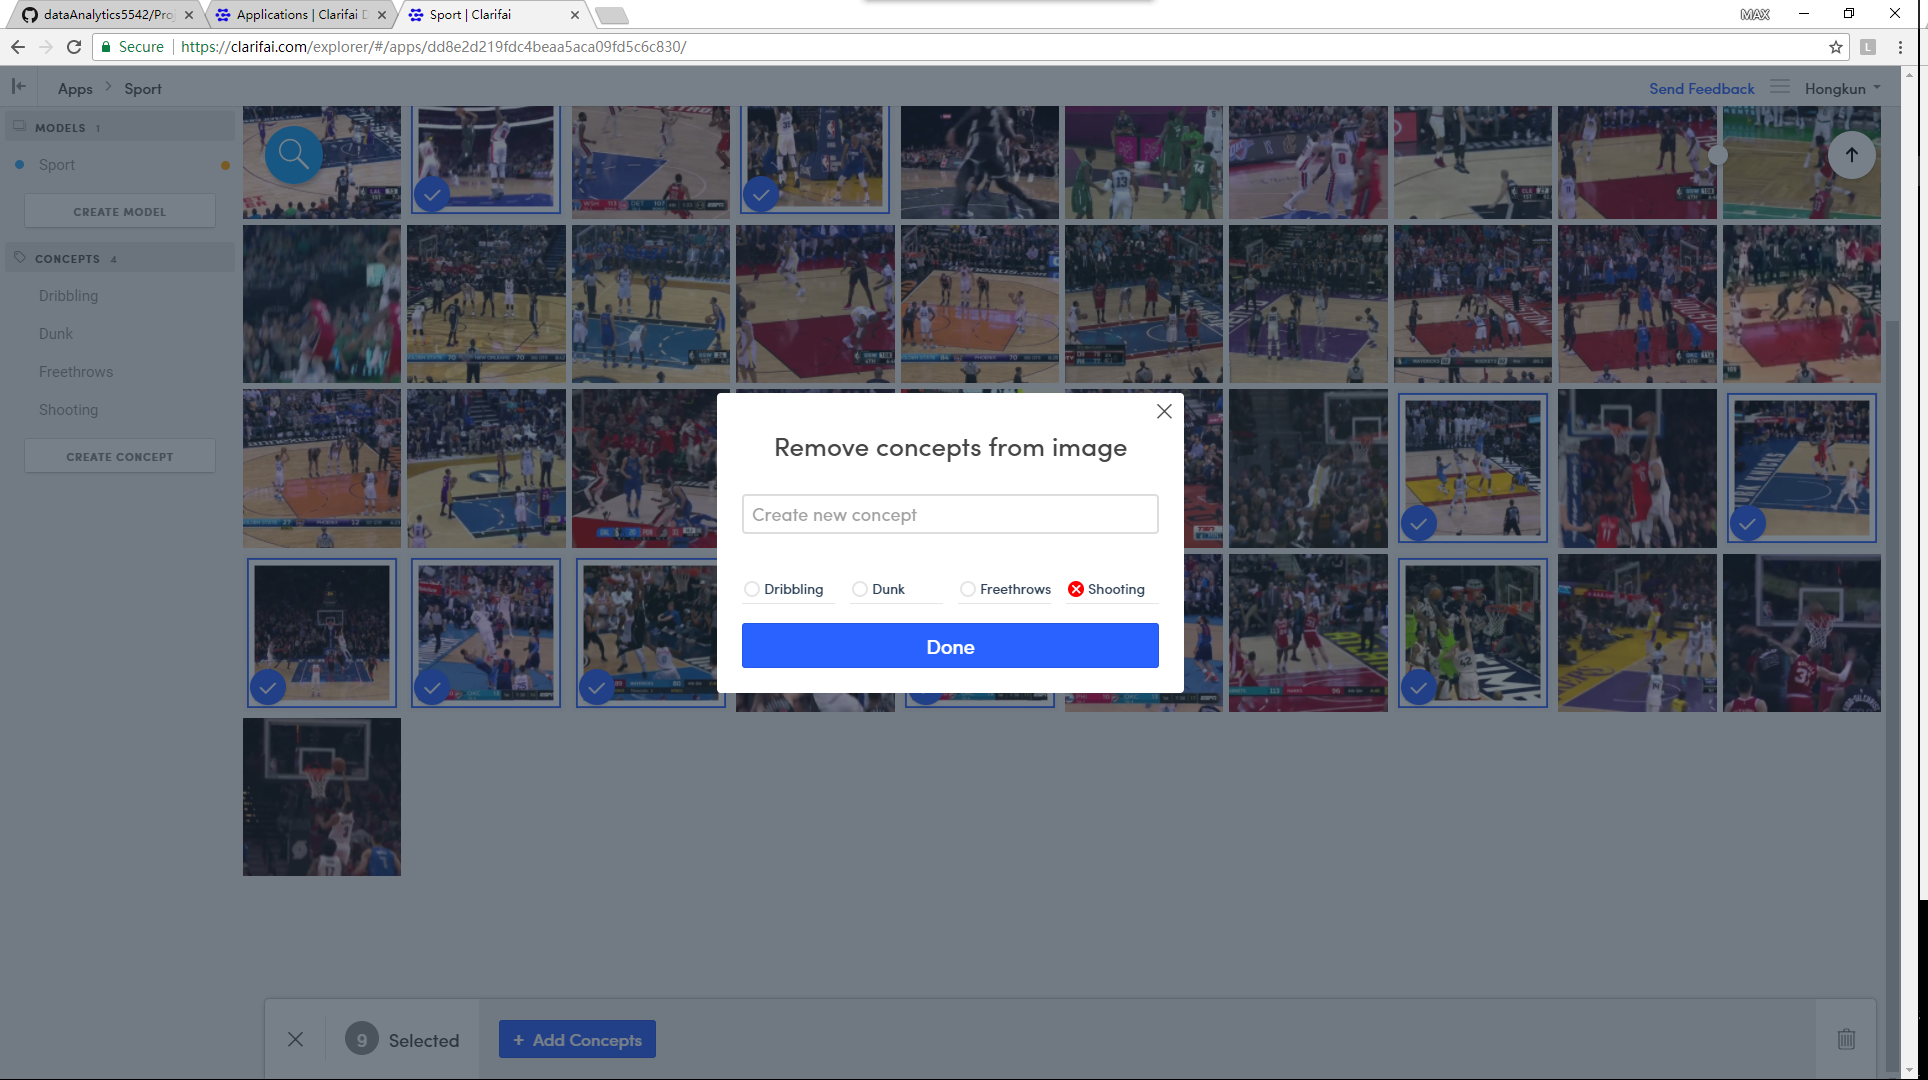 dataAnalytics5542/Proj
Applications | Clarifai D
Sport | Clarifai
MAX
Secure
https://clarifai.com/explorer/#/apps/dd8e2d219fdc4beaa5aca09fd5c6c830/
L
Apps
Sport
Send Feedback
Hongkun
MODELS 1
Sport
CREATE MODEL
CONCEPTS 4
Dribbling
Dunk
Freethrows
Shooting
CREATE CONCEPT
Remove concepts from image
Create new concept
Dribbling
Dunk
Freethrows
Shooting
Done
9 Selected
+ Add Concepts